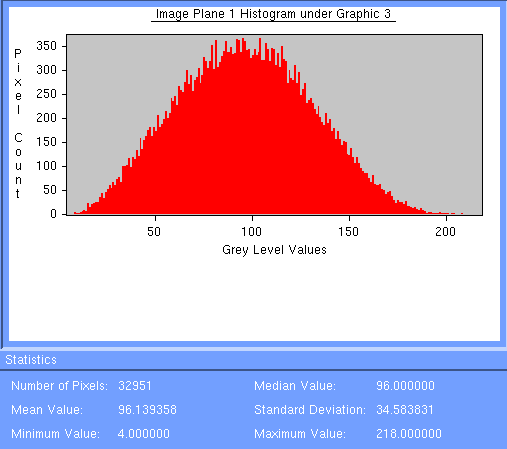 Image Plane 1 Histogram under Graphic 3
Pixel Count
350
300
250
200
150
100
50
0
50 100 150 200
Grey Level Values
Statistics
Number of Pixels: 32951 Median Value: 96.000000
Mean Value: 96.139358 Standard Deviation: 34.583831
Minimum Value: 4.000000 Maximum Value: 218.000000